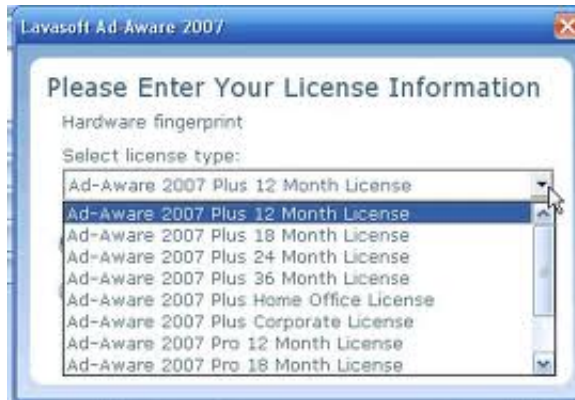 Lavasoft Ad-Aware 2007
Please Enter Your License Information
Hardware fingerprint
Select license type:
Ad-Aware 2007 Plus 12 Month License
Ad-Aware 2007 Plus 12 Month License
Ad-Aware 2007 Plus 18 Month License
Ad-Aware 2007 Plus 24 Month License
Ad-Aware 2007 Plus 36 Month License
Ad-Aware 2007 Plus Home Office License
Ad-Aware 2007 Plus Corporate License
Ad-Aware 2007 Pro 12 Month License
Ad-Aware 2007 Pro 18 Month License